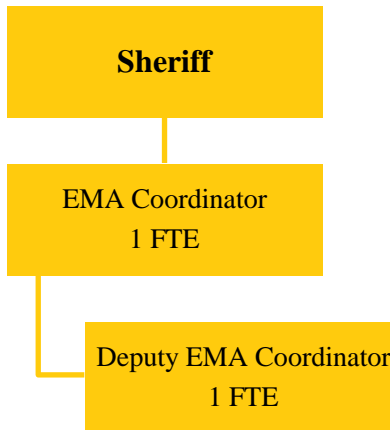 Sheriff
EMA Coordinator
1 FTE
Deputy EMA Coordinator
1 FTE